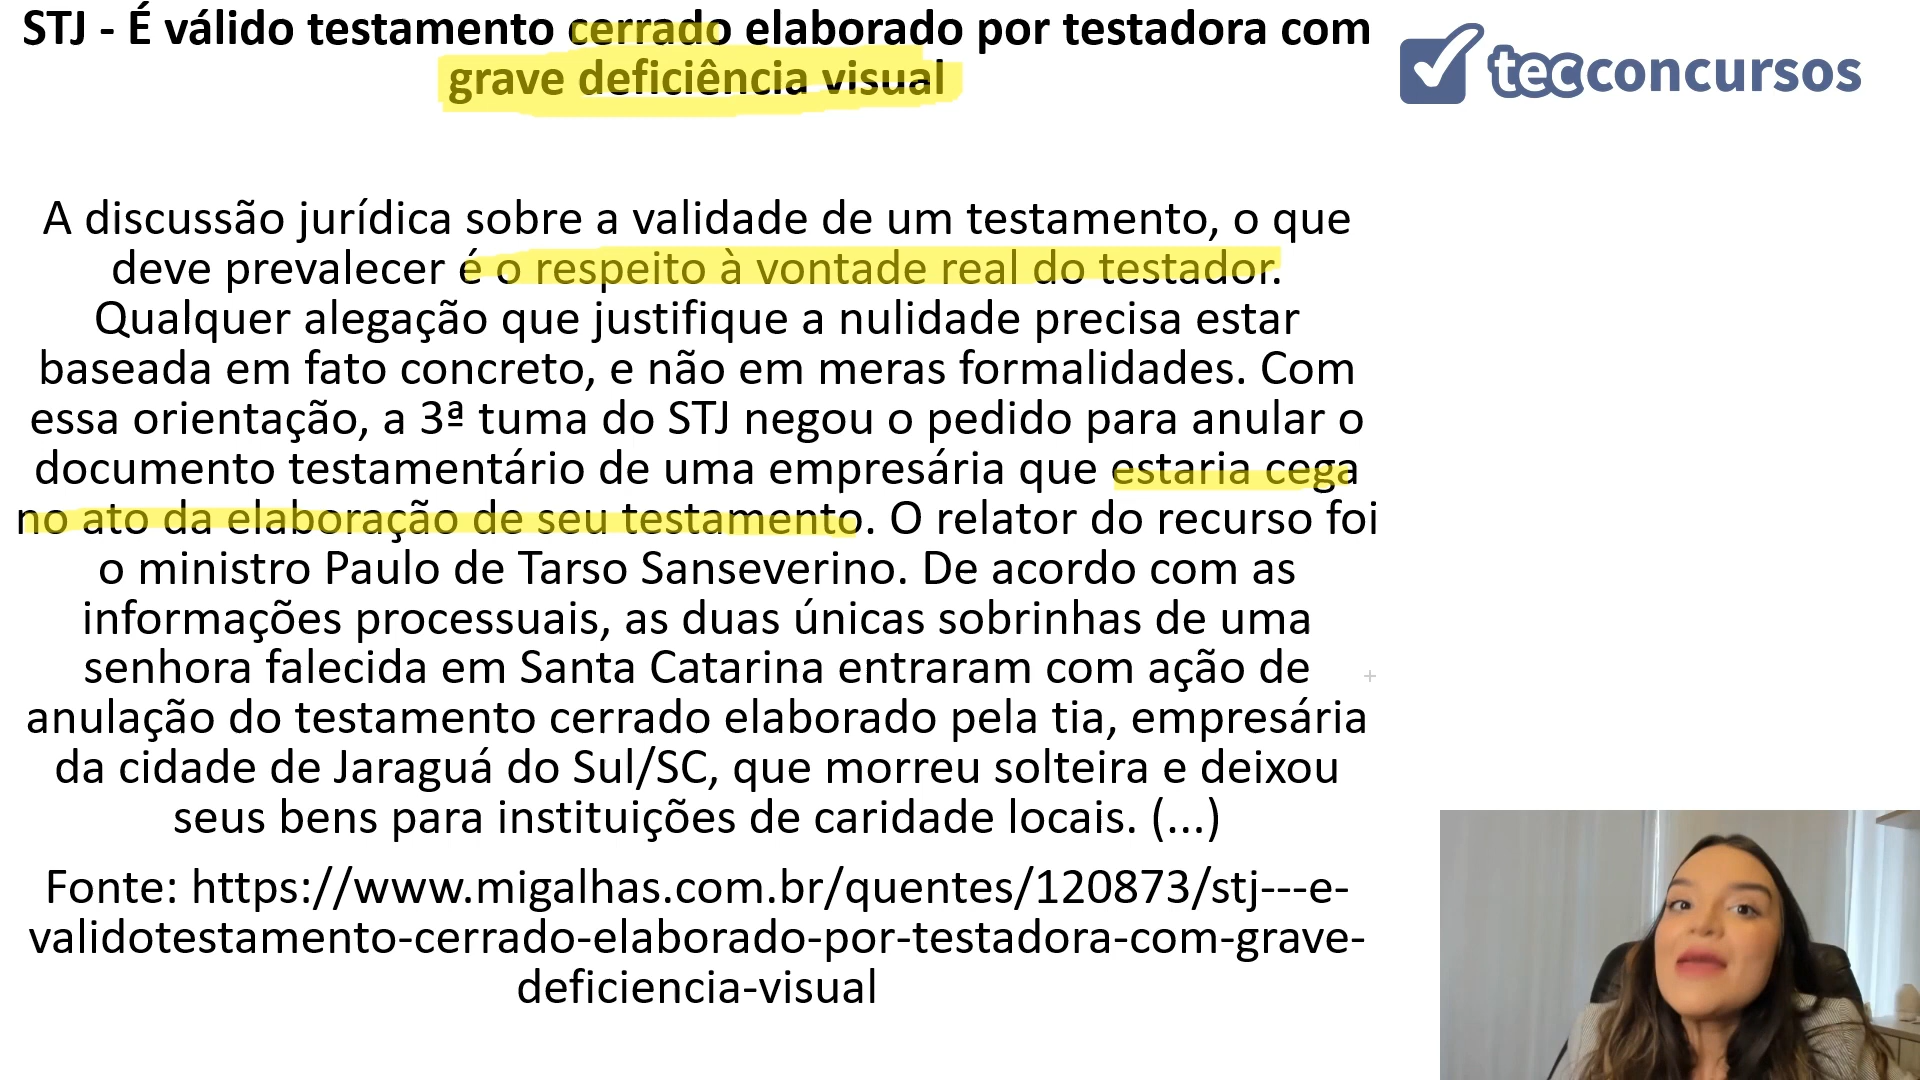 STJ - É válido testamento cerrado elaborado por testadora com
grave deficiência visual
tecconcursos
A discussão jurídica sobre a validade de um testamento, o que
deve prevalecer é o respeito à vontade real do testador.
Qualquer alegação que justifique a nulidade precisa estar
baseada em fato concreto, e não em meras formalidades. Com
essa orientação, a 3ª tuma do STJ negou o pedido para anular o
documento testamentário de uma empresária que estaria cega
no ato da elaboração de seu testamento. O relator do recurso foi
o ministro Paulo de Tarso Sanseverino. De acordo com as
informações processuais, as duas únicas sobrinhas de uma
senhora falecida em Santa Catarina entraram com ação de
anulação do testamento cerrado elaborado pela tia, empresária
da cidade de Jaraguá do Sul/SC, que morreu solteira e deixou
seus bens para instituições de caridade locais. (...)
Fonte: https://www.migalhas.com.br/quentes/120873/stj---e-
validotestamento-cerrado-elaborado-por-testadora-com-grave-
deficiencia-visual